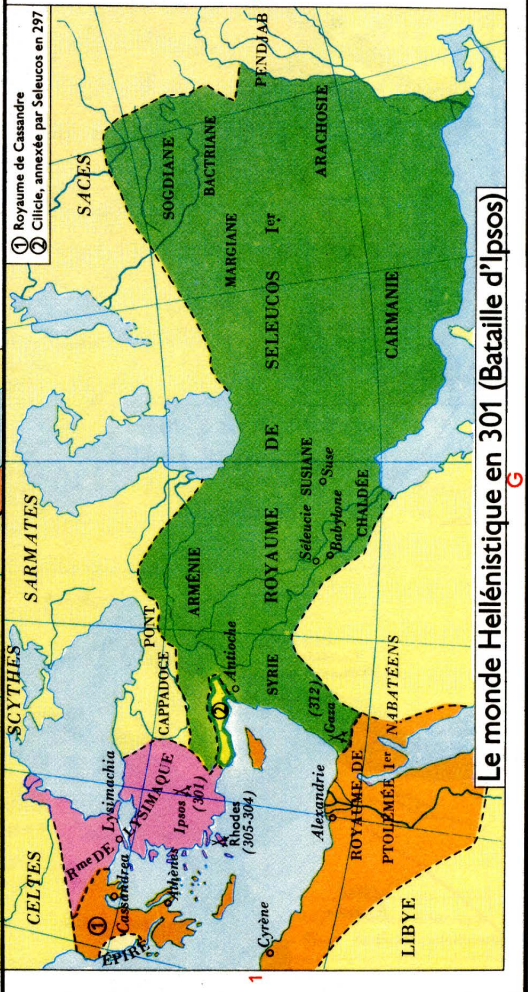 ① Royaume de Cassandre
② Cilicie, annexée par Seleucos en 297
CELTES
SCYTHES
SARMATES
SACES
PENDJAB
SOGDIANE
BACTRIANE
MARGIANE
ARACHOSIE
PONT
CAPPADOCE
ARMÉNIE
ROYAUME DE SELEUCOS Ier
CARMANIE
SUSIANE
Suse
Séleucie
Babylone
CHALDÉE
Antioche
SYRIE
②
Rme DE LYSIMAQUE
Lysimachia
Ipsos
(301)
①
Cassandrea
Athènes
ÉPIRE
Rhodes
(305-304)
(312)
Gaza
NABATÉENS
Alexandrie
ROYAUME DE
PTOLÉMÉE Ier
Cyrène
LIBYE
Le monde Hellénistique en 301 (Bataille d'Ipsos)
1
G